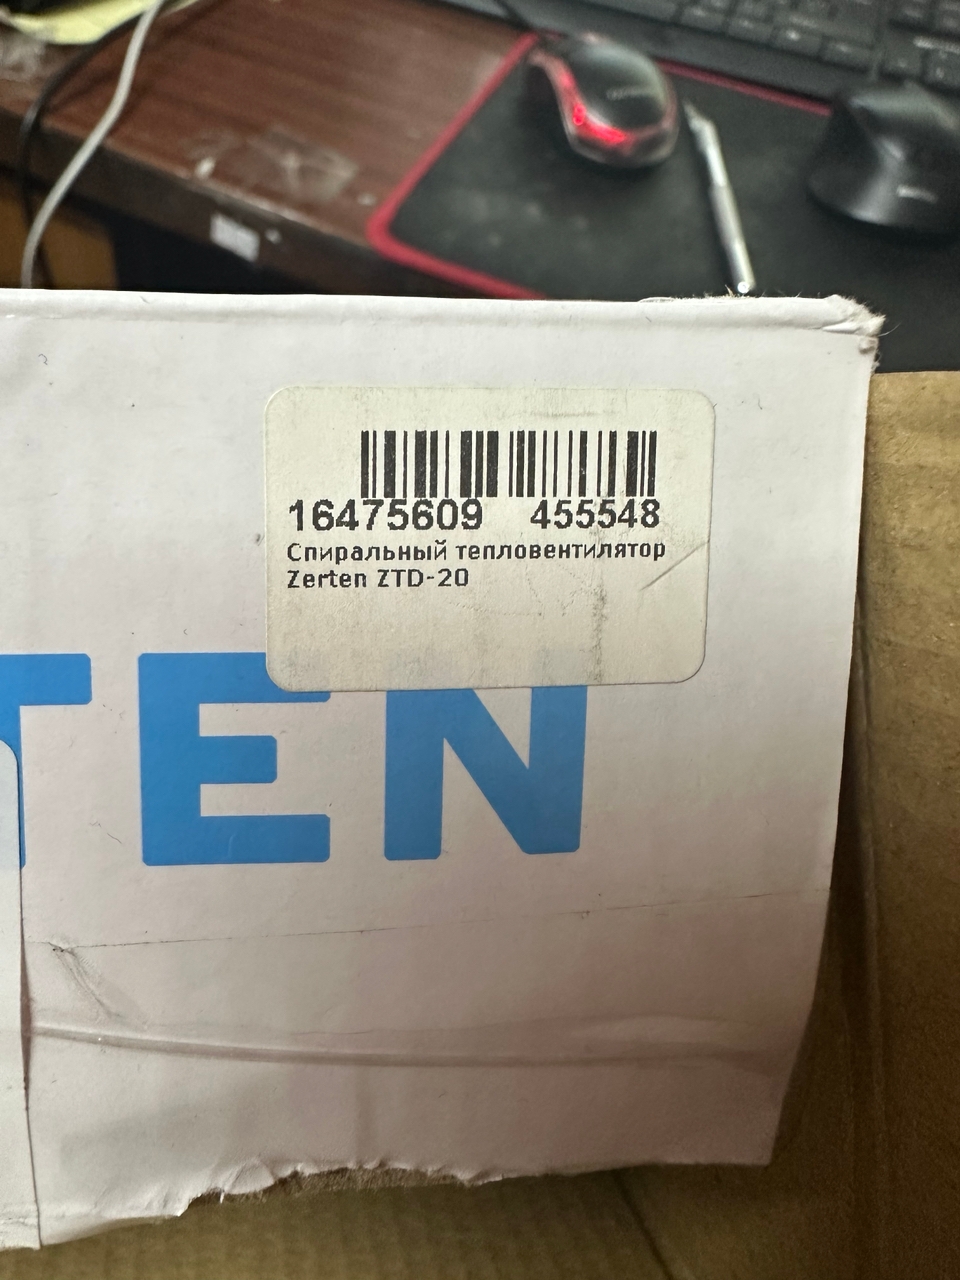 16475609 455548
Спиральный тепловентилятор
Zerten ZTD-20
TEN